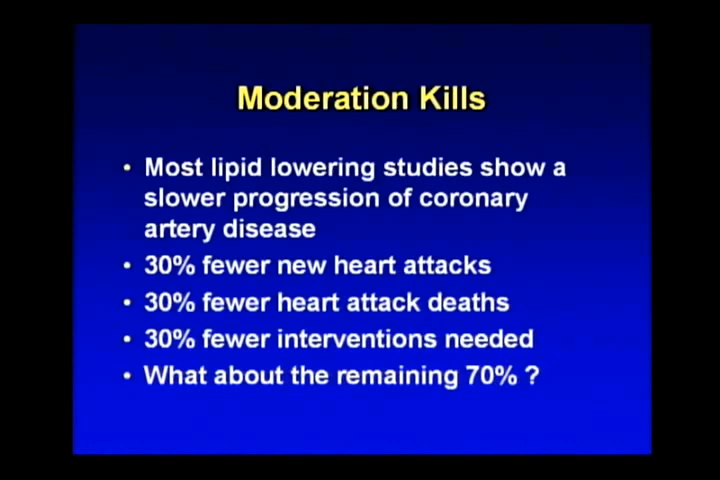 Moderation Kills
• Most lipid lowering studies show a
slower progression of coronary
artery disease
• 30% fewer new heart attacks
• 30% fewer heart attack deaths
• 30% fewer interventions needed
• What about the remaining 70% ?